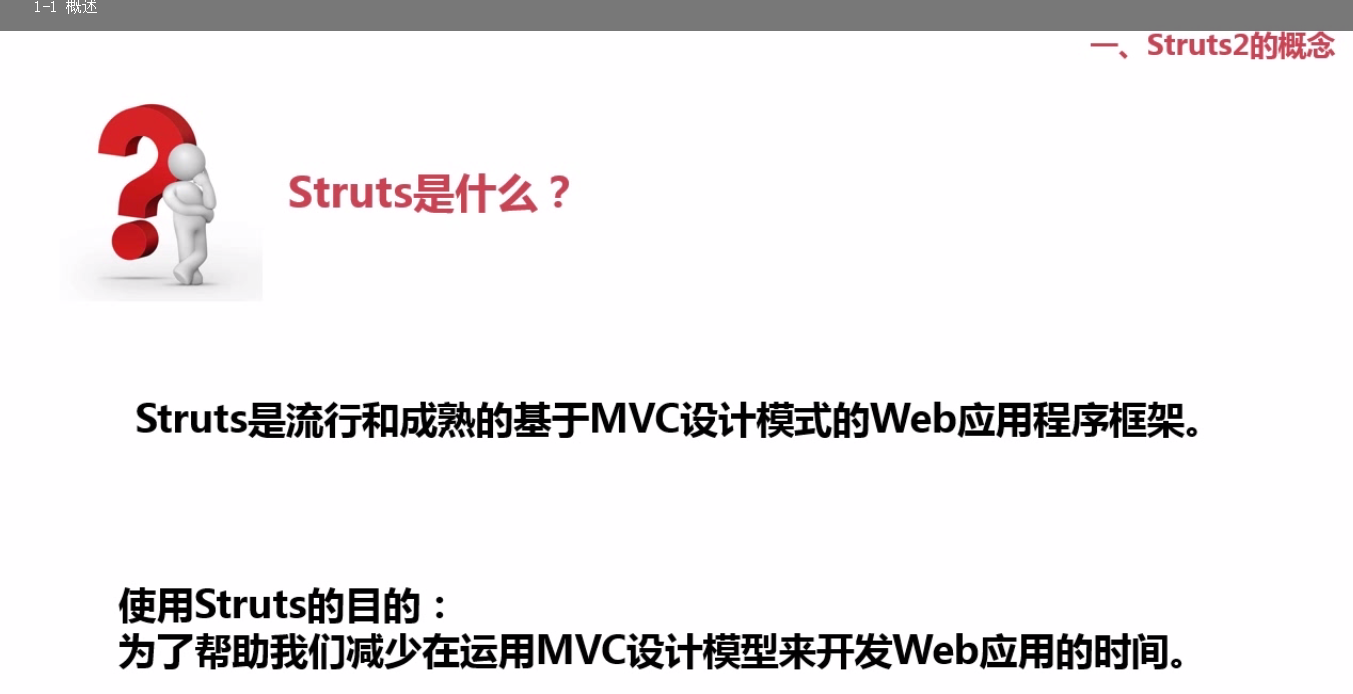 1-1 概述
一、Struts2的概念
Struts是什么？
Struts是流行和成熟的基于MVC设计模式的Web应用程序框架。
使用Struts的目的：
为了帮助我们减少在运用MVC设计模型来开发Web应用的时间。